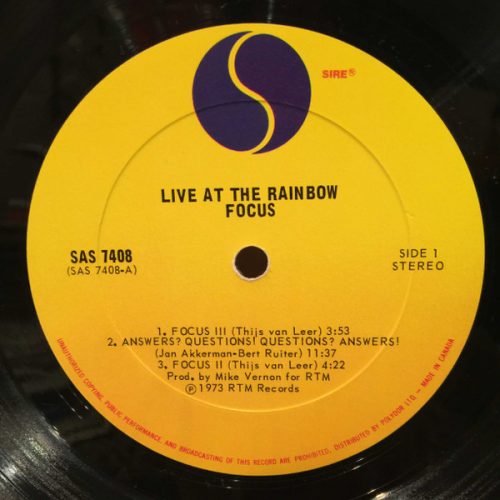 SIRE®
LIVE AT THE RAINBOW
FOCUS
SAS 7408
(SAS 7408-A)
SIDE 1
STEREO
1. FOCUS III (Thijs van Leer) 3:53
2. ANSWERS? QUESTIONS! QUESTIONS? ANSWERS!
(Jan Akkerman-Bert Ruiter) 11:37
3. FOCUS II (Thijs van Leer) 4:22
Prod. by Mike Vernon for RTM
℗1973 RTM Records
UNAUTHORIZED COPYING, PUBLIC PERFORMANCE, AND BROADCASTING OF THIS RECORD ARE PROHIBITED. DISTRIBUTED BY POLYDOR LTD. - MADE IN CANADA